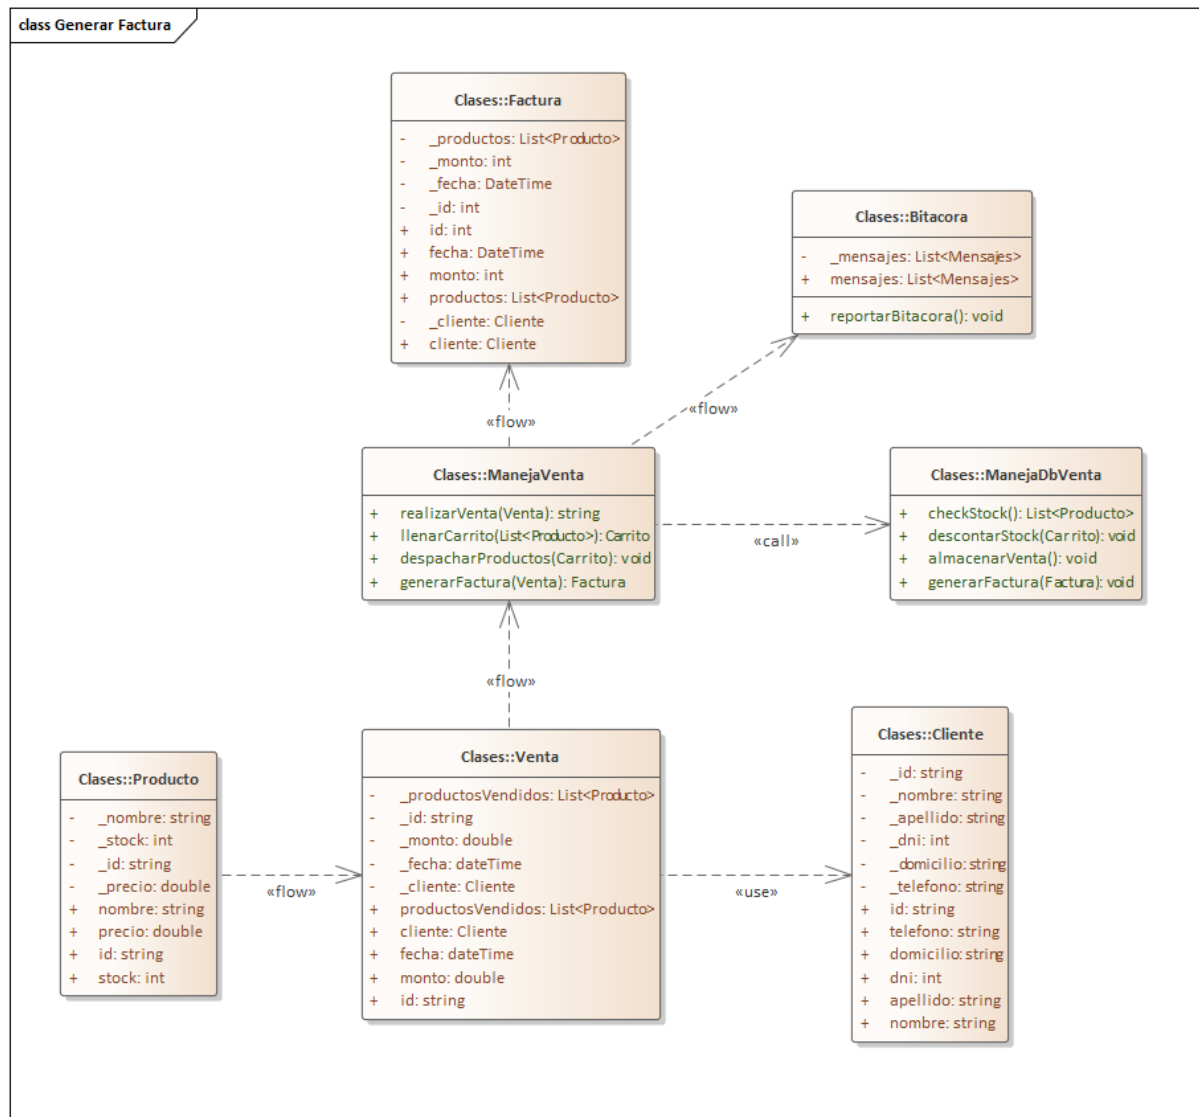 class Generar Factura
Clases::Factura
- _productos: List<Producto>
- _monto: int
- _fecha: DateTime
- _id: int
+ id: int
+ fecha: DateTime
+ monto: int
+ productos: List<Producto>
- _cliente: Cliente
+ cliente: Cliente
Clases::Bitacora
- _mensajes: List<Mensajes>
+ mensajes: List<Mensajes>
+ reportarBitacora(): void
«flow»
«flow»
Clases::ManejaVenta
+ realizarVenta(Venta): string
+ llenarCarrito(List<Producto>): Carrito
+ despacharProductos(Carrito): void
+ generarFactura(Venta): Factura
«call»
Clases::ManejaDbVenta
+ checkStock(): List<Producto>
+ descontarStock(Carrito): void
+ almacenarVenta(): void
+ generarFactura(Factura): void
«flow»
Clases::Producto
- _nombre: string
- _stock: int
- _id: string
- _precio: double
+ nombre: string
+ precio: double
+ id: string
+ stock: int
«flow»
Clases::Venta
- _productosVendidos: List<Producto>
- _id: string
- _monto: double
- _fecha: dateTime
- _cliente: Cliente
+ productosVendidos: List<Producto>
+ cliente: Cliente
+ fecha: dateTime
+ monto: double
+ id: string
«use»
Clases::Cliente
- _id: string
- _nombre: string
- _apellido: string
- _dni: int
- _domicilio: string
- _telefono: string
+ id: string
+ telefono: string
+ domicilio: string
+ dni: int
+ apellido: string
+ nombre: string